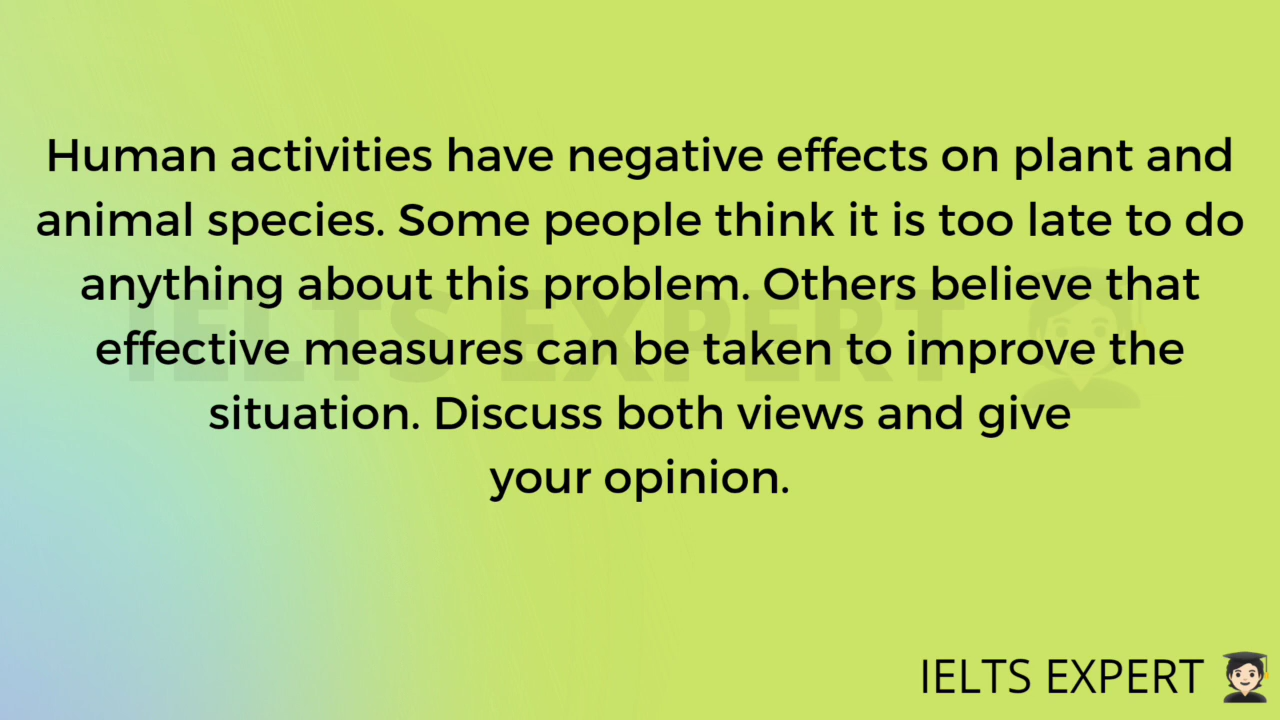 Human activities have negative effects on plant and
animal species. Some people think it is too late to do
anything about this problem. Others believe that
effective measures can be taken to improve the
situation. Discuss both views and give
your opinion.
IELTS EXPERT
IELTS EXPERT